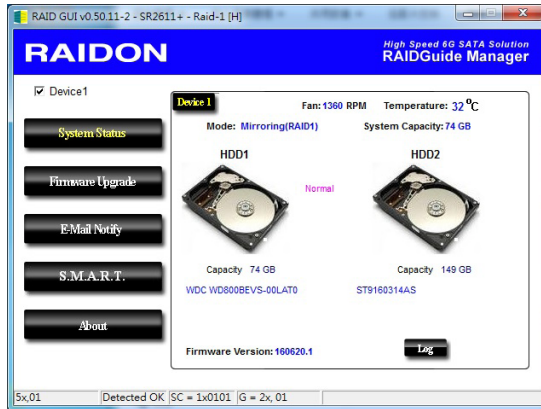 RAID GUI v0.50.11-2 - SR2611+ - Raid-1 [H]
RAIDON
High Speed 6G SATA Solution
RAIDGuide Manager
Device1
System Status
Firmware Upgrade
E-Mail Notify
S.M.A.R.T.
About
Device 1
Fan: 1360 RPM Temperature: 32 °C
Mode: Mirroring(RAID1) System Capacity: 74 GB
HDD1 HDD2
Normal
Capacity 74 GB Capacity 149 GB
WDC WD800BEVS-00LAT0 ST9160314AS
Firmware Version: 160620.1
Log
5x,01 Detected OK SC = 1x0101 G = 2x, 01